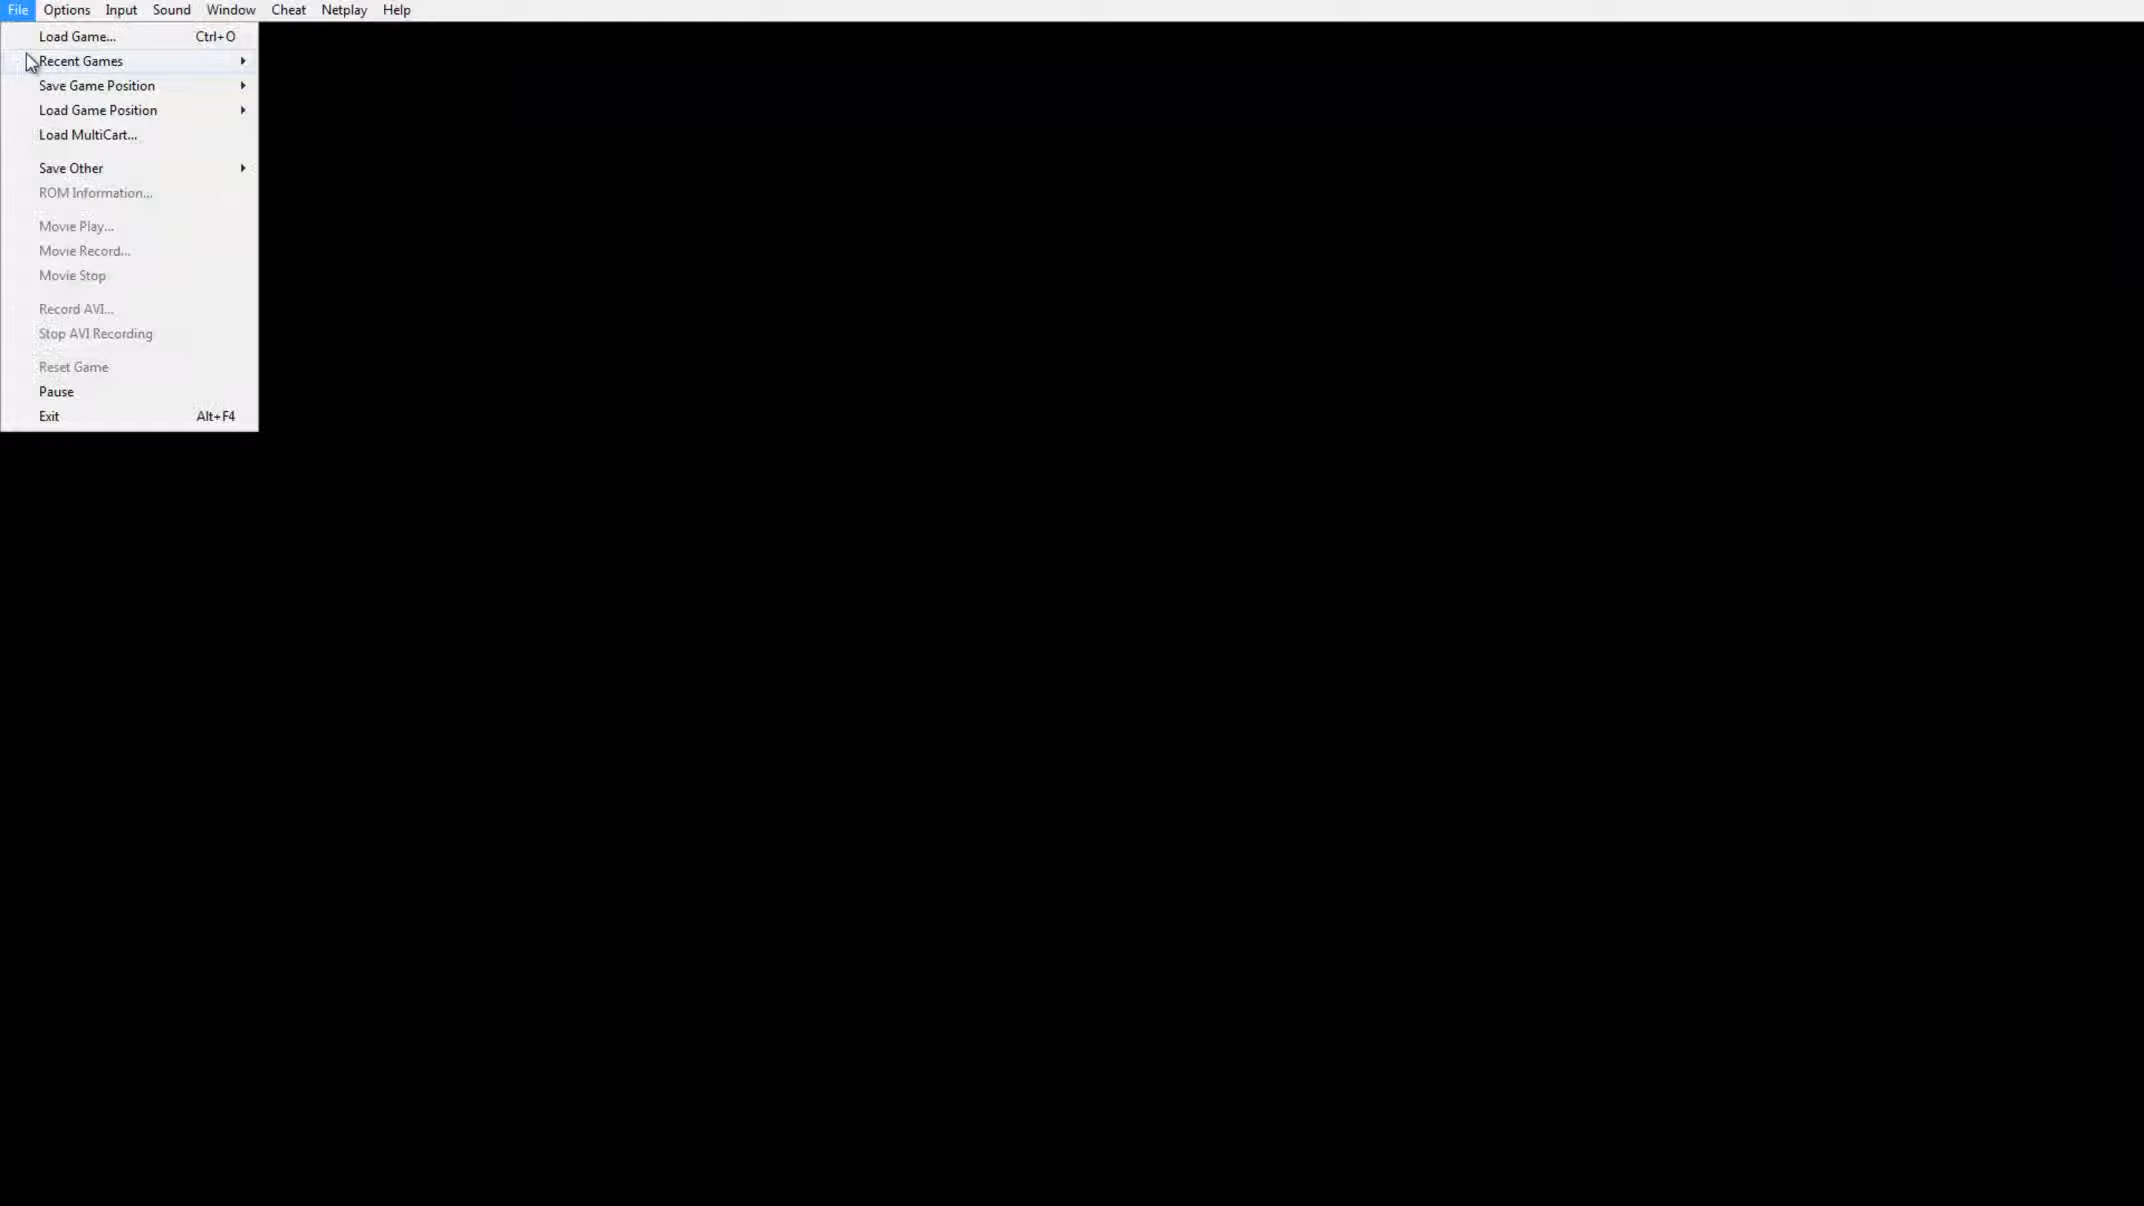 File Options Input Sound Window Cheat Netplay Help
Load Game... Ctrl+O
Recent Games
Save Game Position
Load Game Position
Load MultiCart...
Save Other
ROM Information...
Movie Play...
Movie Record...
Movie Stop
Record AVI...
Stop AVI Recording
Reset Game
Pause
Exit Alt+F4